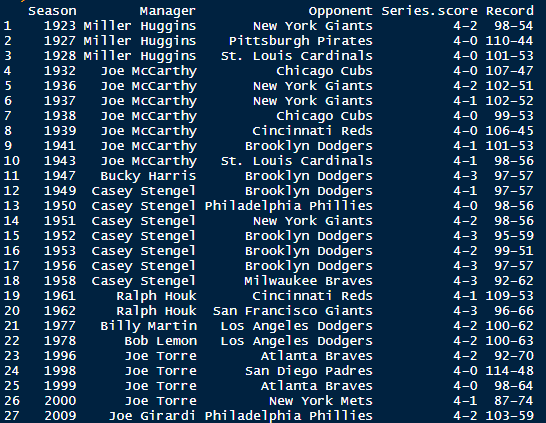 Season Manager Opponent Series.score Record
1 1923 Miller Huggins New York Giants 4-2 98-54
2 1927 Miller Huggins Pittsburgh Pirates 4-0 110-44
3 1928 Miller Huggins St. Louis Cardinals 4-0 101-53
4 1932 Joe McCarthy Chicago Cubs 4-0 107-47
5 1936 Joe McCarthy New York Giants 4-2 102-51
6 1937 Joe McCarthy New York Giants 4-1 102-52
7 1938 Joe McCarthy Chicago Cubs 4-0 99-53
8 1939 Joe McCarthy Cincinnati Reds 4-0 106-45
9 1941 Joe McCarthy Brooklyn Dodgers 4-1 101-53
10 1943 Joe McCarthy St. Louis Cardinals 4-1 98-56
11 1947 Bucky Harris Brooklyn Dodgers 4-3 97-57
12 1949 Casey Stengel Brooklyn Dodgers 4-1 97-57
13 1950 Casey Stengel Philadelphia Phillies 4-0 98-56
14 1951 Casey Stengel New York Giants 4-2 98-56
15 1952 Casey Stengel Brooklyn Dodgers 4-3 95-59
16 1953 Casey Stengel Brooklyn Dodgers 4-2 99-51
17 1956 Casey Stengel Brooklyn Dodgers 4-3 97-57
18 1958 Casey Stengel Milwaukee Braves 4-3 92-62
19 1961 Ralph Houk Cincinnati Reds 4-1 109-53
20 1962 Ralph Houk San Francisco Giants 4-3 96-66
21 1977 Billy Martin Los Angeles Dodgers 4-2 100-62
22 1978 Bob Lemon Los Angeles Dodgers 4-2 100-63
23 1996 Joe Torre Atlanta Braves 4-2 92-70
24 1998 Joe Torre San Diego Padres 4-0 114-48
25 1999 Joe Torre Atlanta Braves 4-0 98-64
26 2000 Joe Torre New York Mets 4-1 87-74
27 2009 Joe Girardi Philadelphia Phillies 4-2 103-59